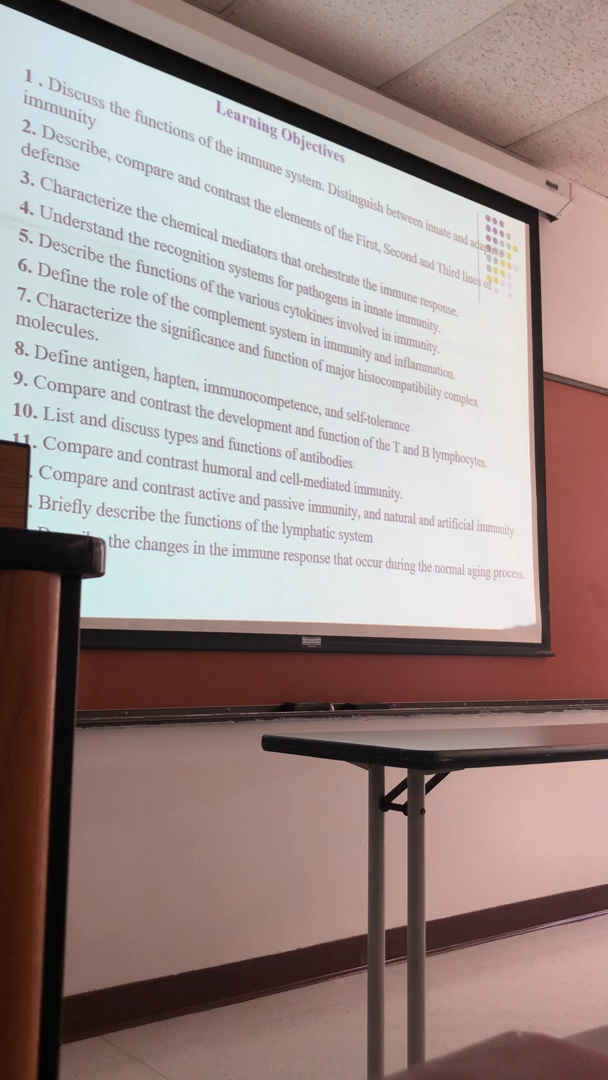 Learning Objectives
1 . Discuss the functions of the immune system. Distinguish between innate and
immunity
2. Describe, compare and contrast the elements of the First, Second and Third lines of
defense
3. Characterize the chemical mediators that orchestrate the immune response.
4. Understand the recognition systems for pathogens in innate immunity.
5. Describe the functions of the various cytokines involved in immunity.
6. Define the role of the complement system in immunity and inflammation.
7. Characterize the significance and function of major histocompatibility complex
molecules.
8. Define antigen, hapten, immunocompetence, and self-tolerance
9. Compare and contrast the development and function of the T and B lymphocytes.
10. List and discuss types and functions of antibodies
11. Compare and contrast humoral and cell-mediated immunity.
. Compare and contrast active and passive immunity, and natural and artificial immunity
. Briefly describe the functions of the lymphatic system
the changes in the immune response that occur during the normal aging process.